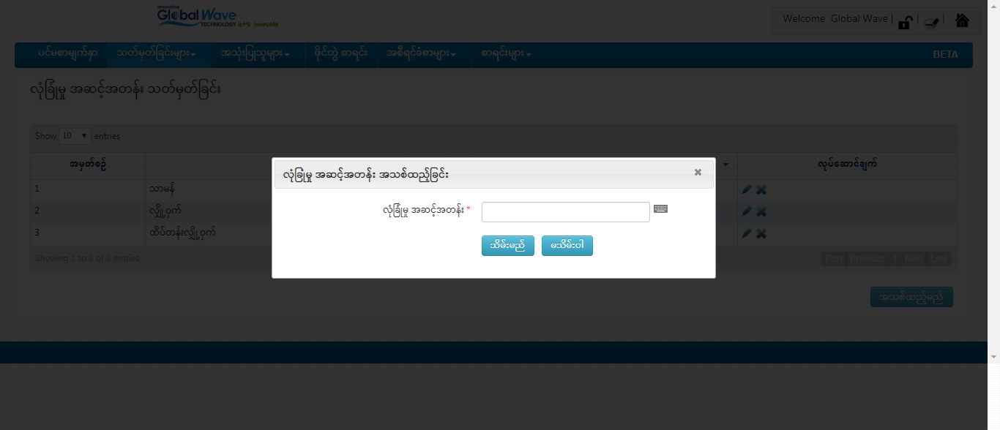 Innovative
Global Wave
TECHNOLOGY let's innovate
Welcome Global Wave
ပင်မစာမျက်နှာ သတ်မှတ်ခြင်းများ အသုံးပြုသူများ ဖိုင်တွဲ စာရင်း အစီရင်ခံစာများ စာရင်းများ BETA
လုံခြုံမှု အဆင့်အတန်း သတ်မှတ်ခြင်း
Show 10 entries
အမှတ်စဉ် လုပ်ဆောင်ချက်
1 သာမန်
2 လျှို့ဝှက်
3 ထိပ်တန်းလျှို့ဝှက်
Showing 1 to 3 of 3 entries
First Previous 1 Next Last
အသစ်ထည့်မည်
လုံခြုံမှု အဆင့်အတန်း အသစ်ထည့်ခြင်း
လုံခြုံမှု အဆင့်အတန်း *
သိမ်းမည် မသိမ်းပါ